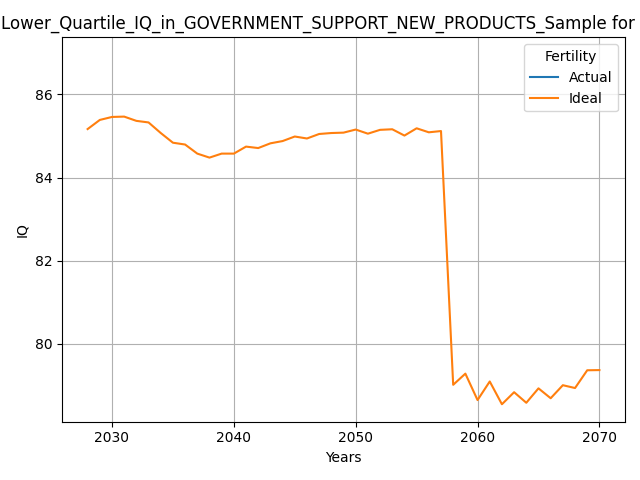 Lower_Quartile_IQ_in_GOVERNMENT_SUPPORT_NEW_PRODUCTS_Sample for
Fertility
Actual
Ideal
86
84
82
80
IQ
2030 2040 2050 2060 2070
Years